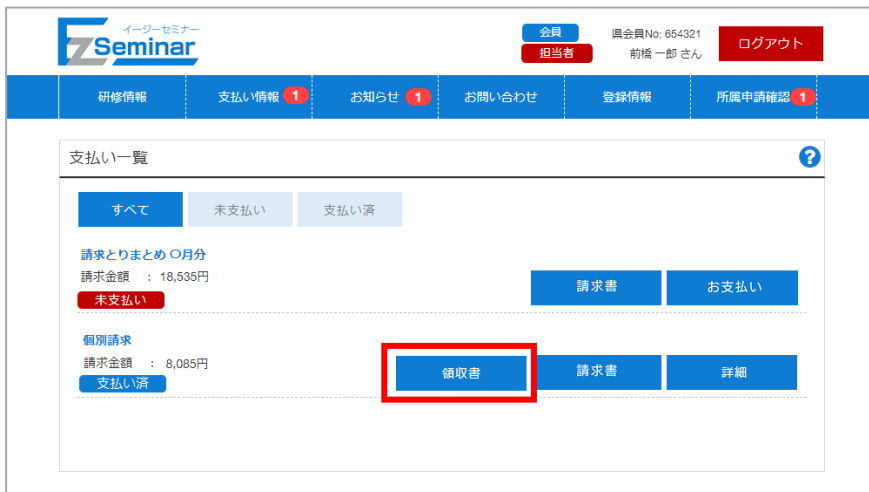 イージーセミナー
EZ Seminar
会員
担当者
県会員No: 654321
前橋 一郎 さん
ログアウト
研修情報
支払い情報 1
お知らせ 1
お問い合わせ
登録情報
所属申請確認 1
支払い一覧
?
すべて
未支払い
支払い済
請求とりまとめ 〇月分
請求金額 : 18,535円
未支払い
請求書
お支払い
個別請求
請求金額 : 8,085円
支払い済
領収書
請求書
詳細